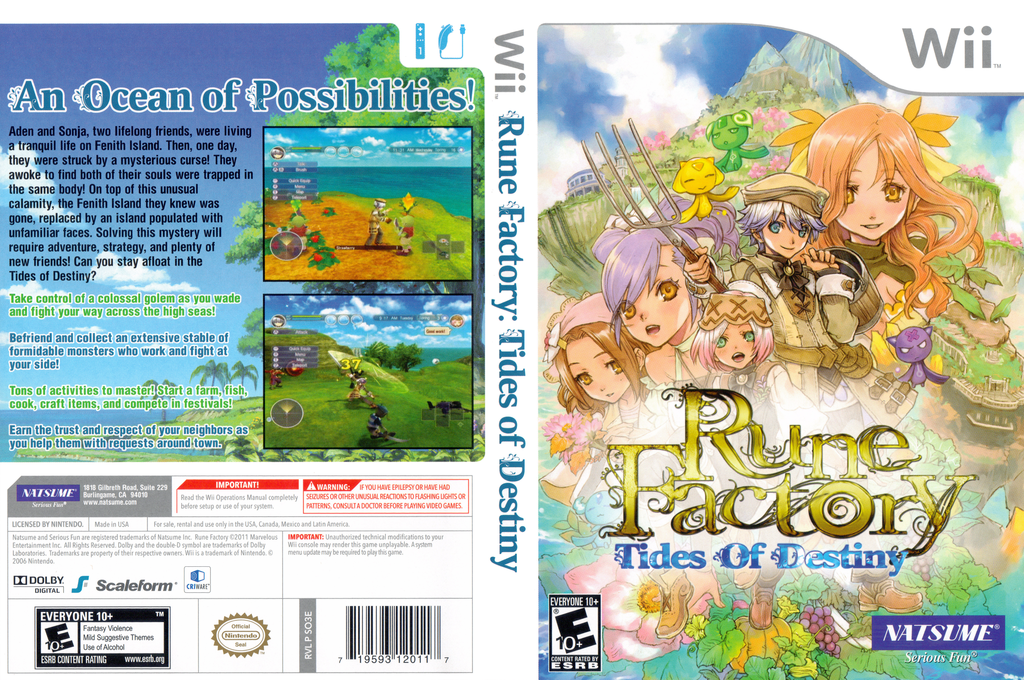 1
An Ocean of Possibilities!
Aden and Sonja, two lifelong friends, were living
a tranquil life on Fenith Island. Then, one day,
they were struck by a mysterious curse! They
awoke to find both of their souls were trapped in
the same body! On top of this unusual
calamity, the Fenith Island they knew was
gone, replaced by an island populated with
unfamiliar faces. Solving this mystery will
require adventure, strategy, and plenty of
new friends! Can you stay afloat in the
Tides of Destiny?
Take control of a colossal golem as you wade
and fight your way across the high seas!
Befriend and collect an extensive stable of
formidable monsters who work and fight at
your side!
Tons of activities to master! Start a farm, fish,
cook, craft items, and compete in festivals!
Earn the trust and respect of your neighbors as
you help them with requests around town.
Strawberry
37
NATSUME®
Serious Fun®
1818 Gilbreth Road, Suite 229
Burlingame, CA 94010
www.natsume.com
IMPORTANT!
Read the Wii Operations Manual completely
before setup or use of your system.
WARNING: IF YOU HAVE EPILEPSY OR HAVE HAD
SEIZURES OR OTHER UNUSUAL REACTIONS TO FLASHING LIGHTS OR
PATTERNS, CONSULT A DOCTOR BEFORE PLAYING VIDEO GAMES.
LICENSED BY NINTENDO.
Made in USA
For sale, rental and use only in the USA, Canada, Mexico and Latin America.
Natsume and Serious Fun are registered trademarks of Natsume Inc. Rune Factory ©2011 Marvelous
Entertainment Inc. All Rights Reserved. Dolby and the double-D symbol are trademarks of Dolby
Laboratories. Trademarks are property of their respective owners. Wii is a trademark of Nintendo. ©
2006 Nintendo.
IMPORTANT: Unauthorized technical modifications to your
Wii console may render this game unplayable. A system
menu update may be required to play this game.
DOLBY
DIGITAL
Scaleform®
CRIWARE™
EVERYONE 10+ ™
E
10+
Fantasy Violence
Mild Suggestive Themes
Use of Alcohol
ESRB CONTENT RATING www.esrb.org
Official
Nintendo
Seal
RVL P SO3E
7 19593 12011 7
Wii™
Rune Factory: Tides of Destiny
Wii™
Rune
Factory
Tides Of Destiny
EVERYONE 10+
E
10+
CONTENT RATED BY
ESRB
NATSUME®
Serious Fun®